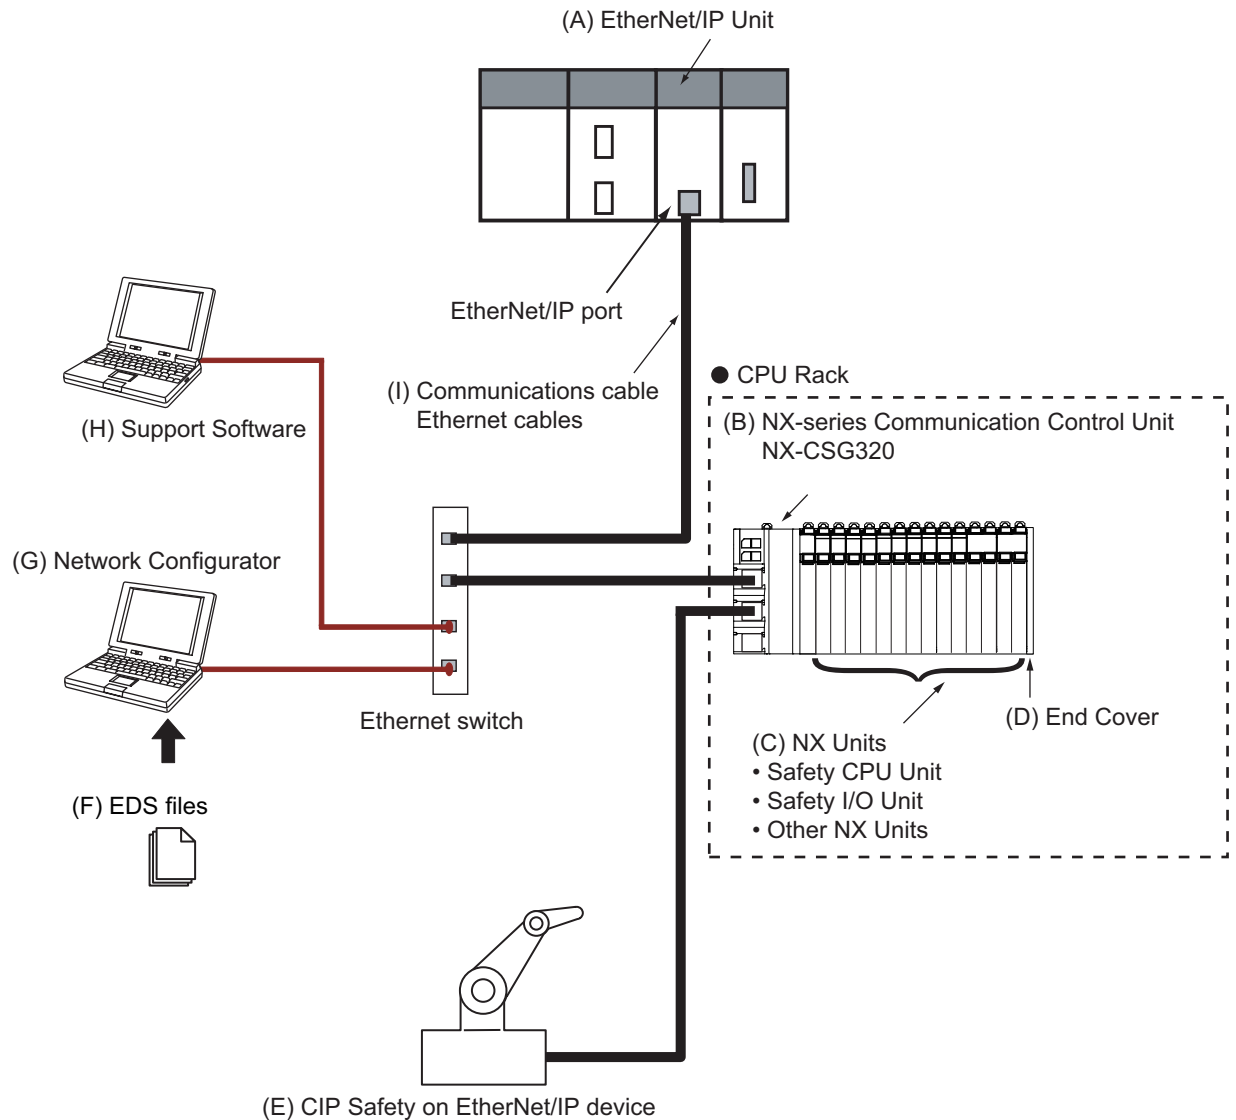 (A) EtherNet/IP Unit
EtherNet/IP port
(I) Communications cable
Ethernet cables
● CPU Rack
(B) NX-series Communication Control Unit
NX-CSG320
(H) Support Software
(G) Network Configurator
Ethernet switch
(D) End Cover
(C) NX Units
• Safety CPU Unit
• Safety I/O Unit
• Other NX Units
(F) EDS files
(E) CIP Safety on EtherNet/IP device